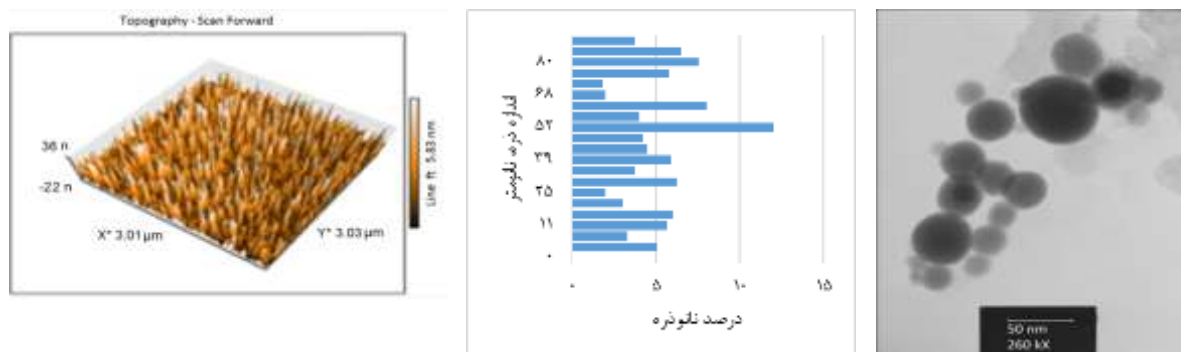 Topography - Scan Forward
36 n
-22 n
X* 3.01 µm
Y* 3.03 µm
Line ft 5.83 nm
اندازه ذره، نانومتر
۸۰
۶۸
۵۲
۳۹
۲۵
۱۱
۰
۰
۵
۱۰
۱۵
درصد نانوذره
50 nm
260 kX